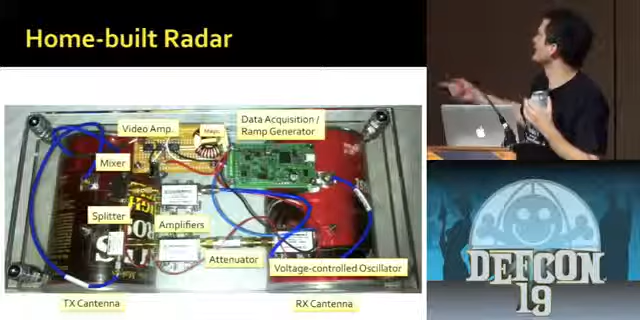 Home-built Radar
Video Amp.
Magic
Data Acquisition /
Ramp Generator
Mixer
Splitter
Amplifiers
Attenuator
Voltage-controlled Oscillator
TX Cantenna
RX Cantenna
DEFCON
19